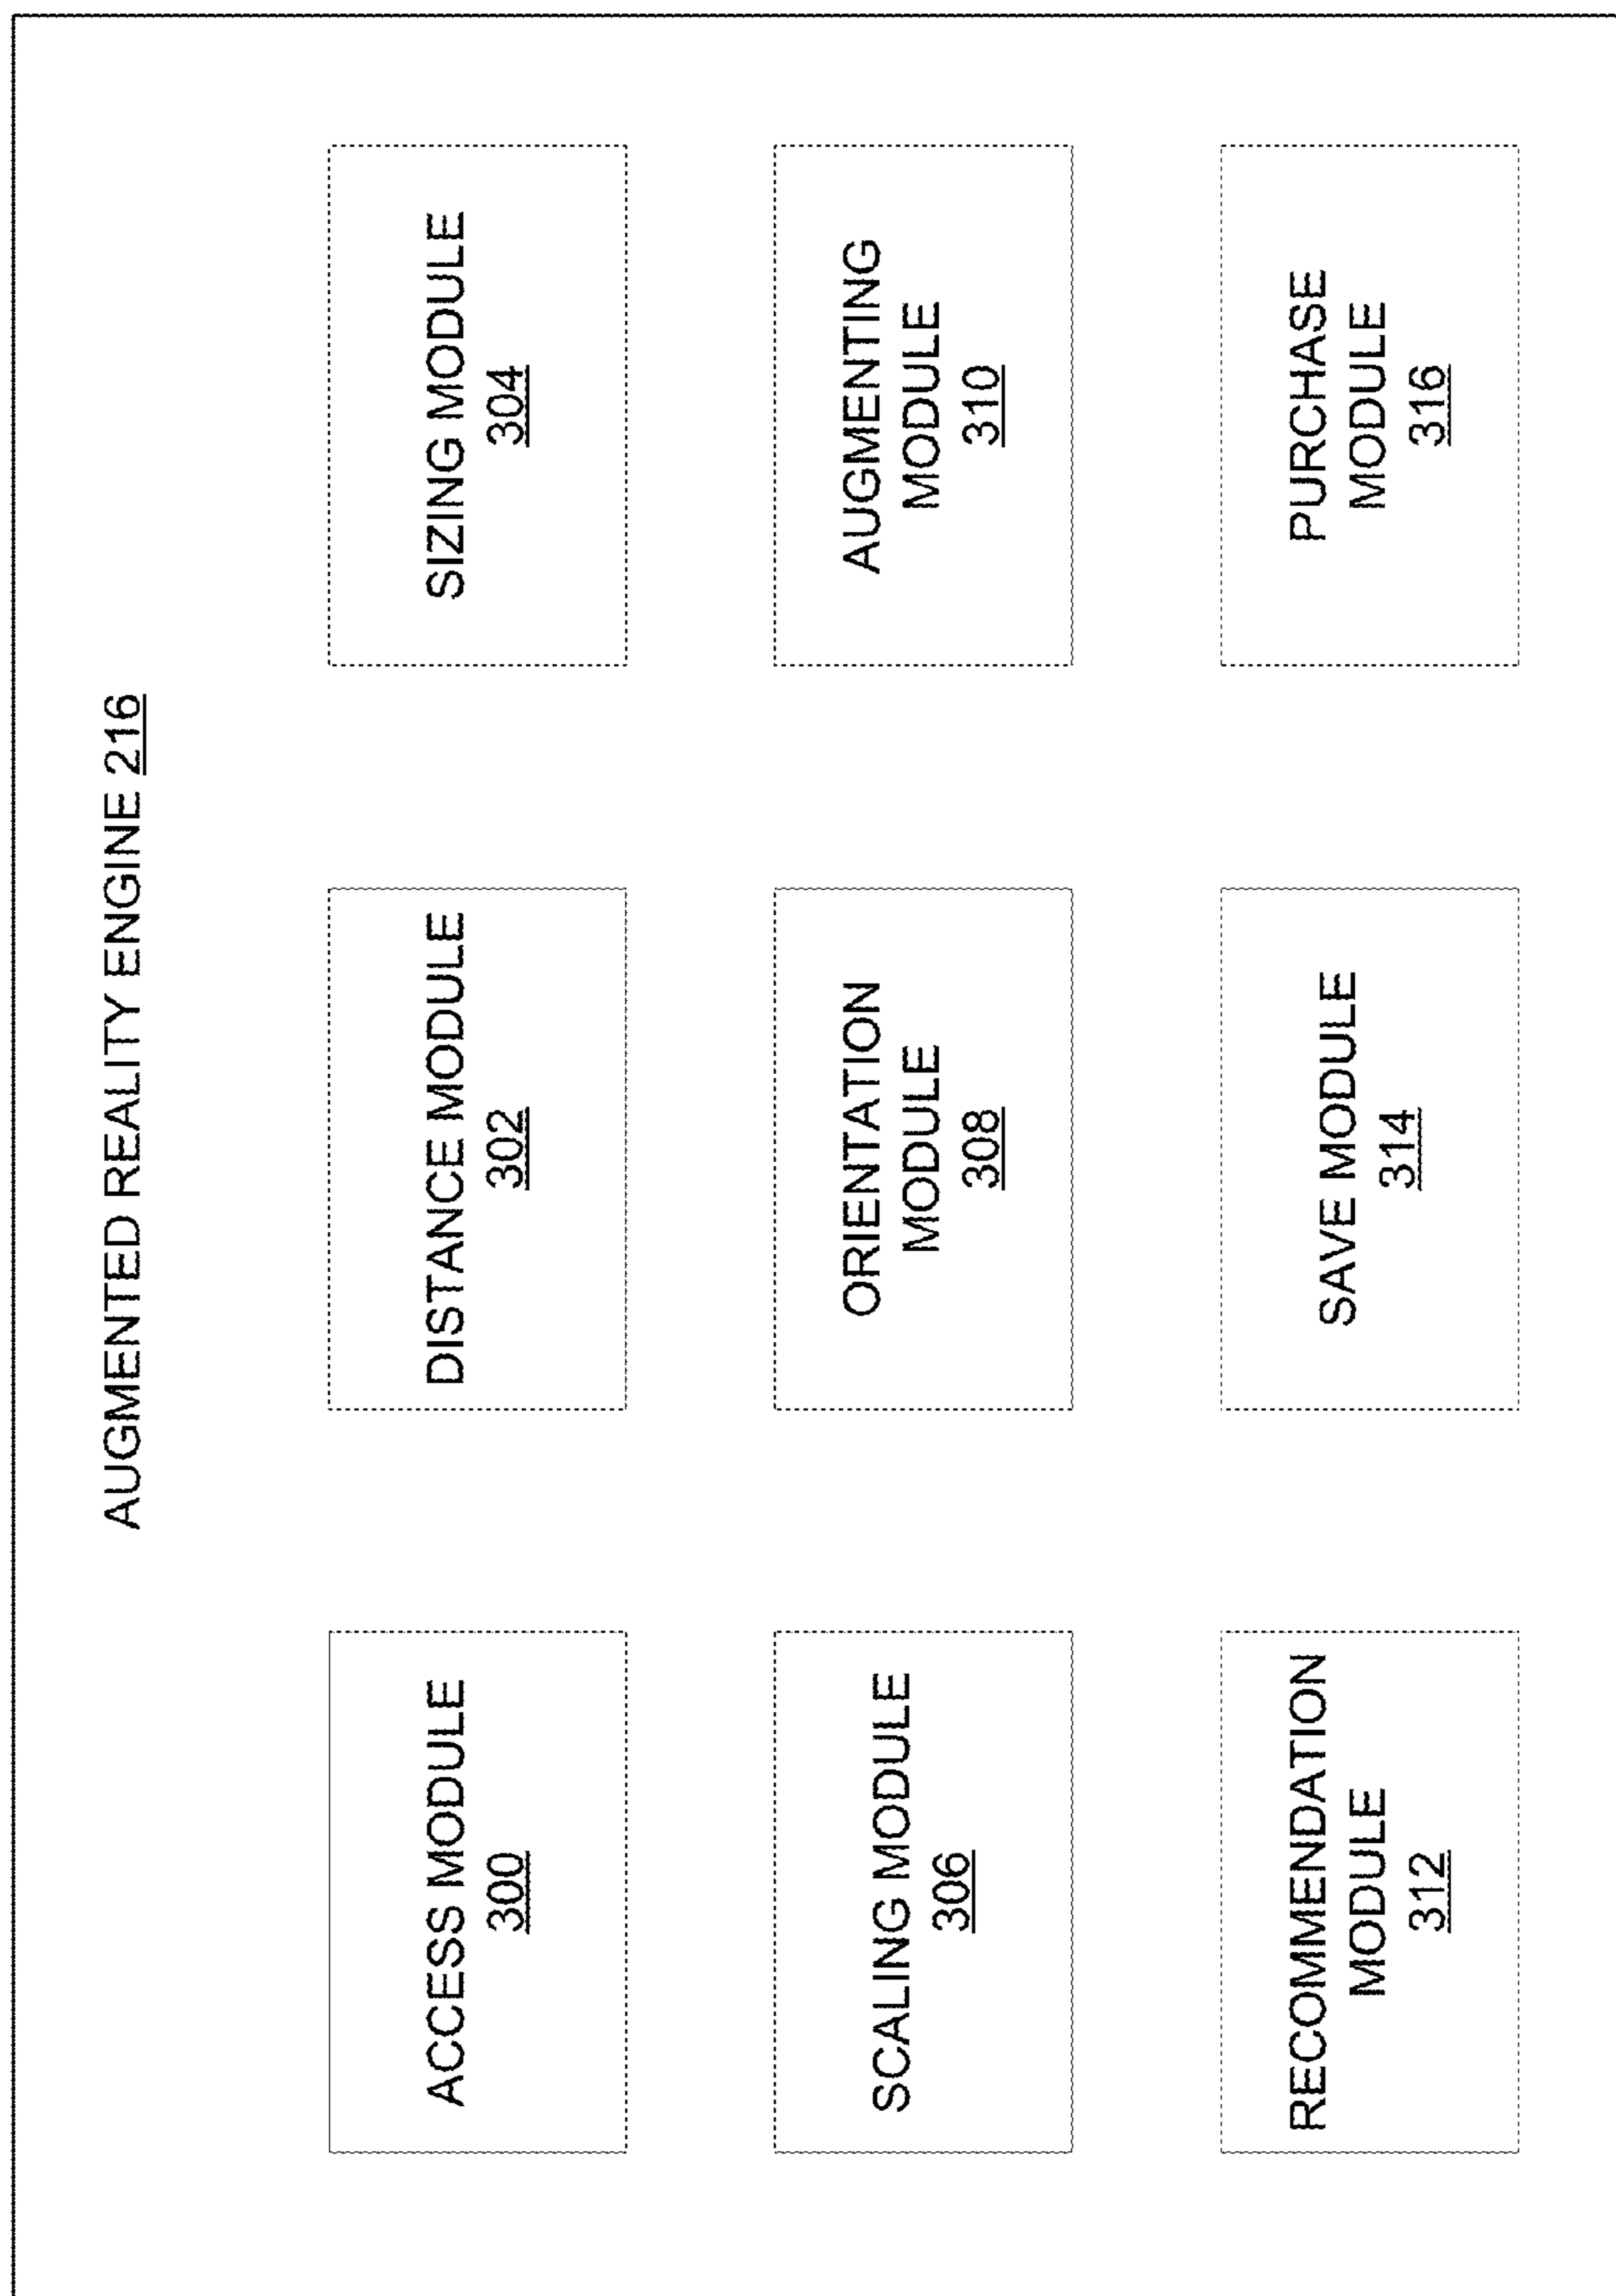 AUGMENTED REALITY ENGINE 216
ACCESS MODULE
300
DISTANCE MODULE
302
SIZING MODULE
304
SCALING MODULE
306
ORIENTATION
MODULE
308
AUGMENTING
MODULE
310
RECOMMENDATION
MODULE
312
SAVE MODULE
314
PURCHASE
MODULE
316